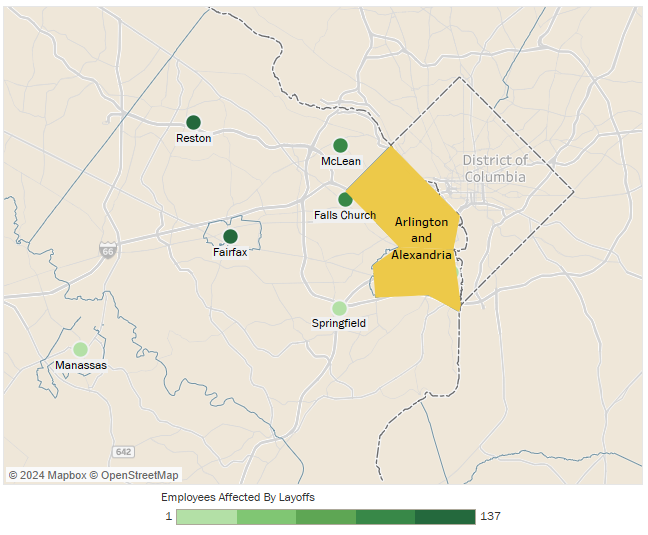 District of
Columbia
Reston
McLean
Falls Church
Arlington
and
Alexandria
Fairfax
66
Springfield
Manassas
642
© 2024 Mapbox © OpenStreetMap
Employees Affected By Layoffs
1
137